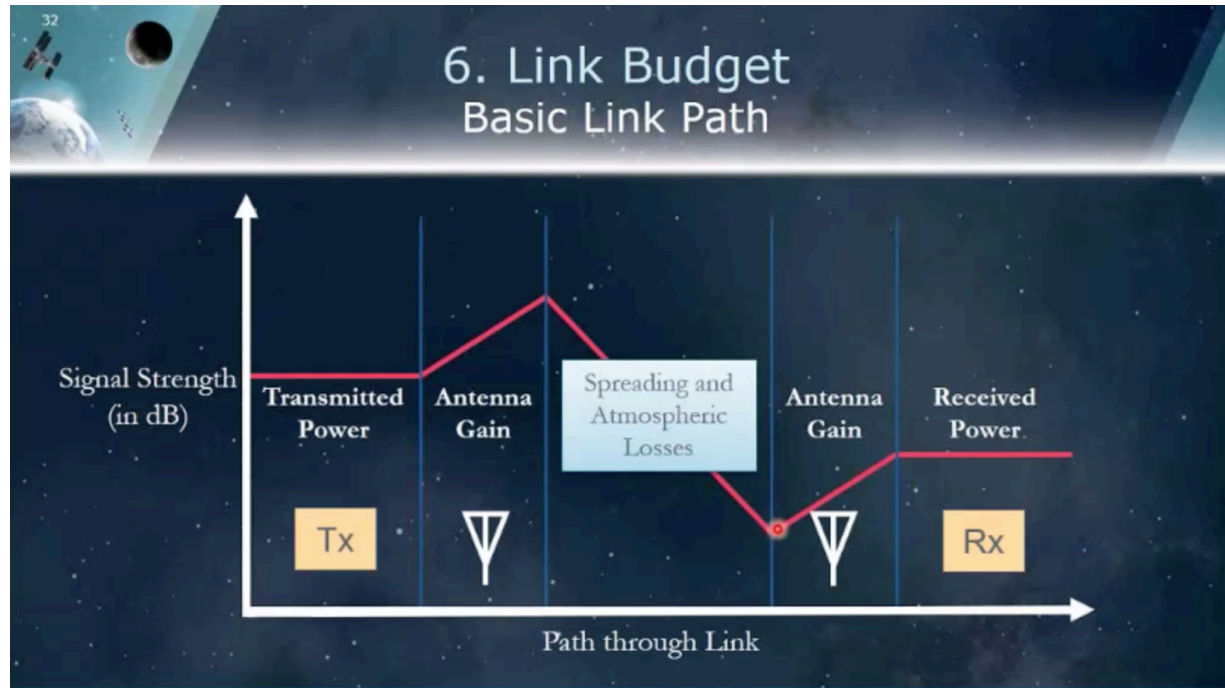 32
6. Link Budget
Basic Link Path
Signal Strength
(in dB)
Transmitted
Power
Antenna
Gain
Spreading and
Atmospheric
Losses
Antenna
Gain
Received
Power
Tx
Rx
Path through Link